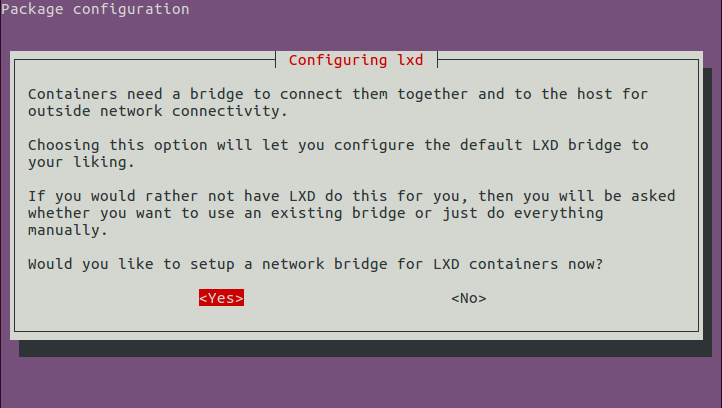 Package configuration
Configuring lxd
Containers need a bridge to connect them together and to the host for
outside network connectivity.
Choosing this option will let you configure the default LXD bridge to
your liking.
If you would rather not have LXD do this for you, then you will be asked
whether you want to use an existing bridge or just do everything
manually.
Would you like to setup a network bridge for LXD containers now?
<Yes> <No>